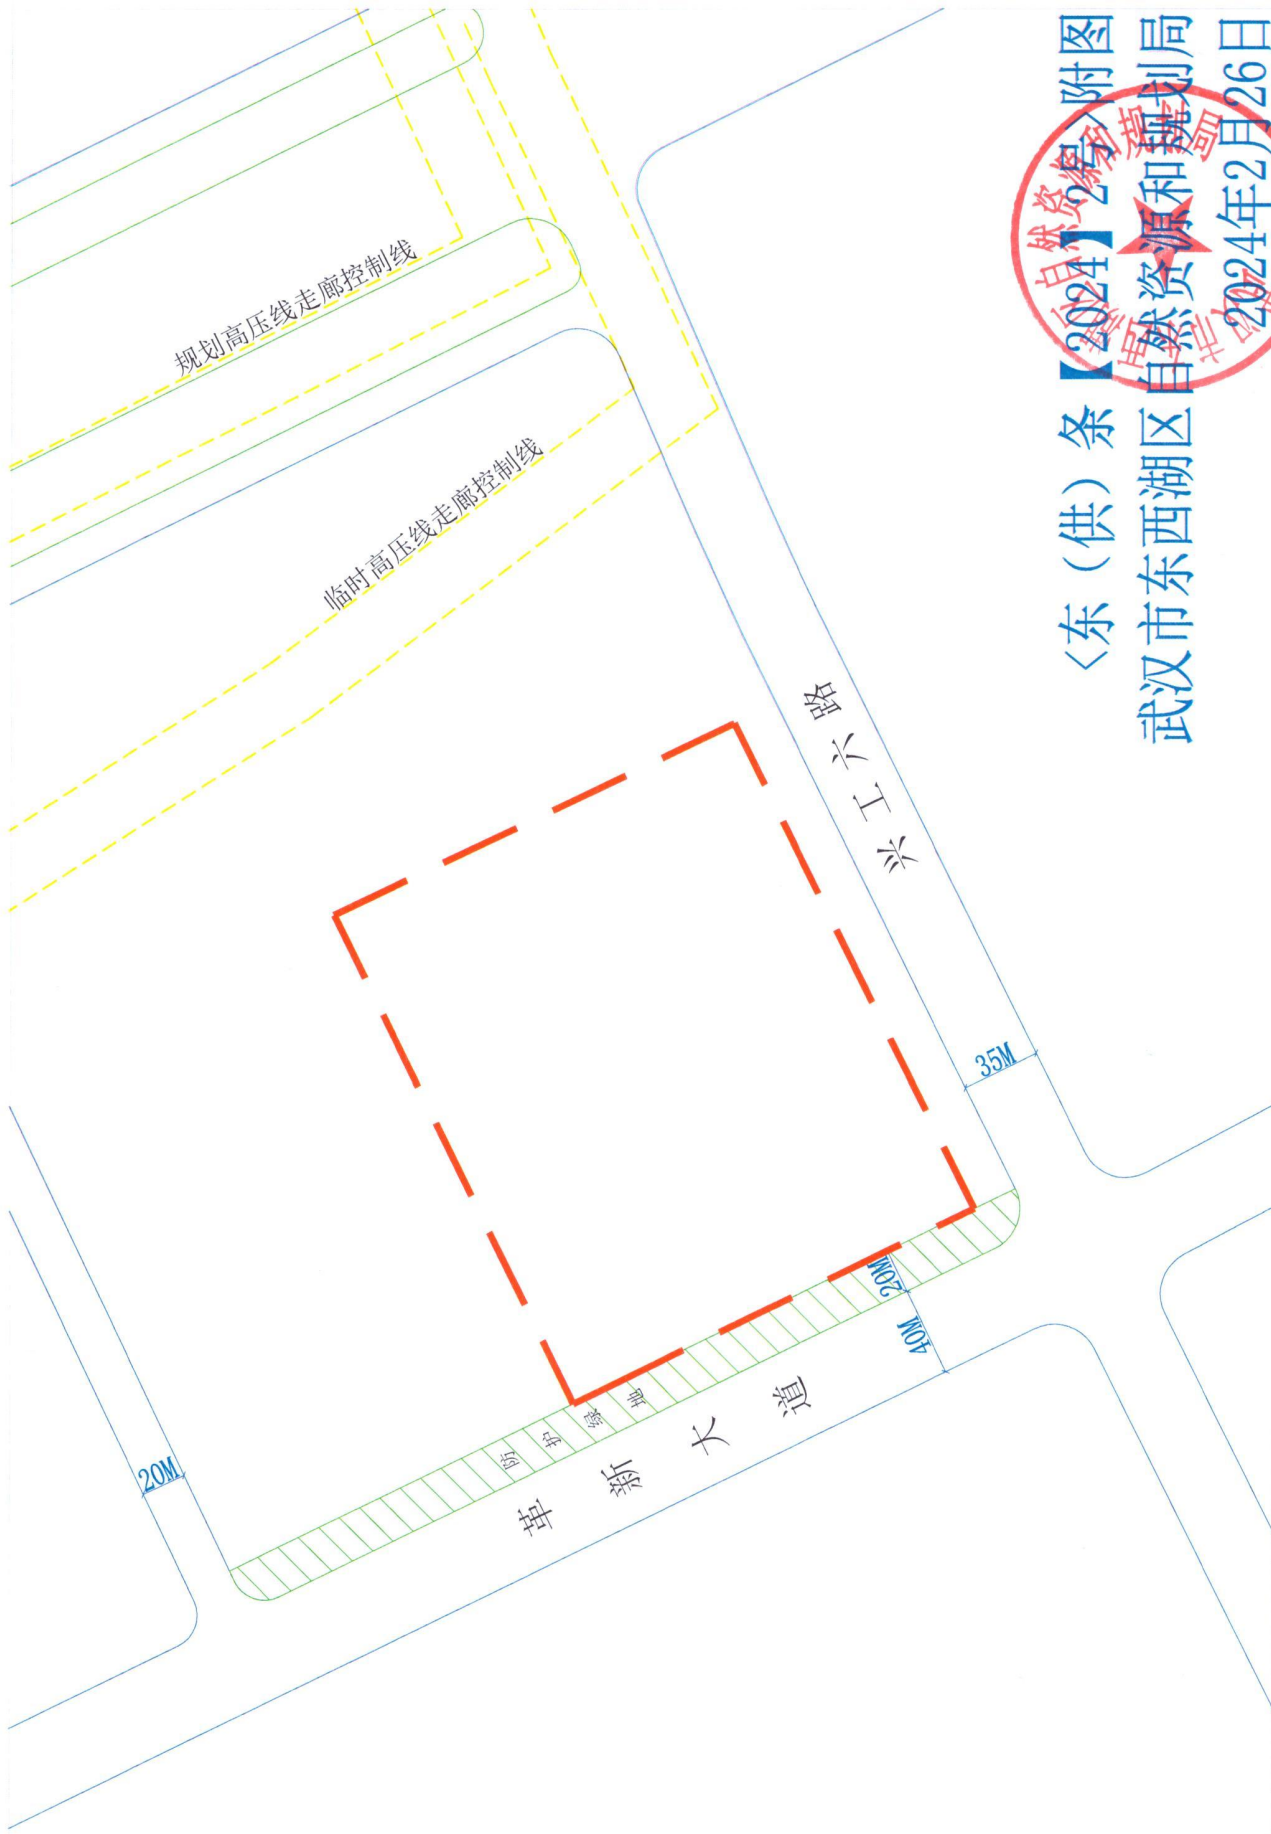 〈东（供）条【2024】2号〉附图
武汉市东西湖区自然资源和规划局
2024年2月26日
规划高压线走廊控制线
临时高压线走廊控制线
兴工六路
35M
20M
40M
防护绿地
革新大道
20M